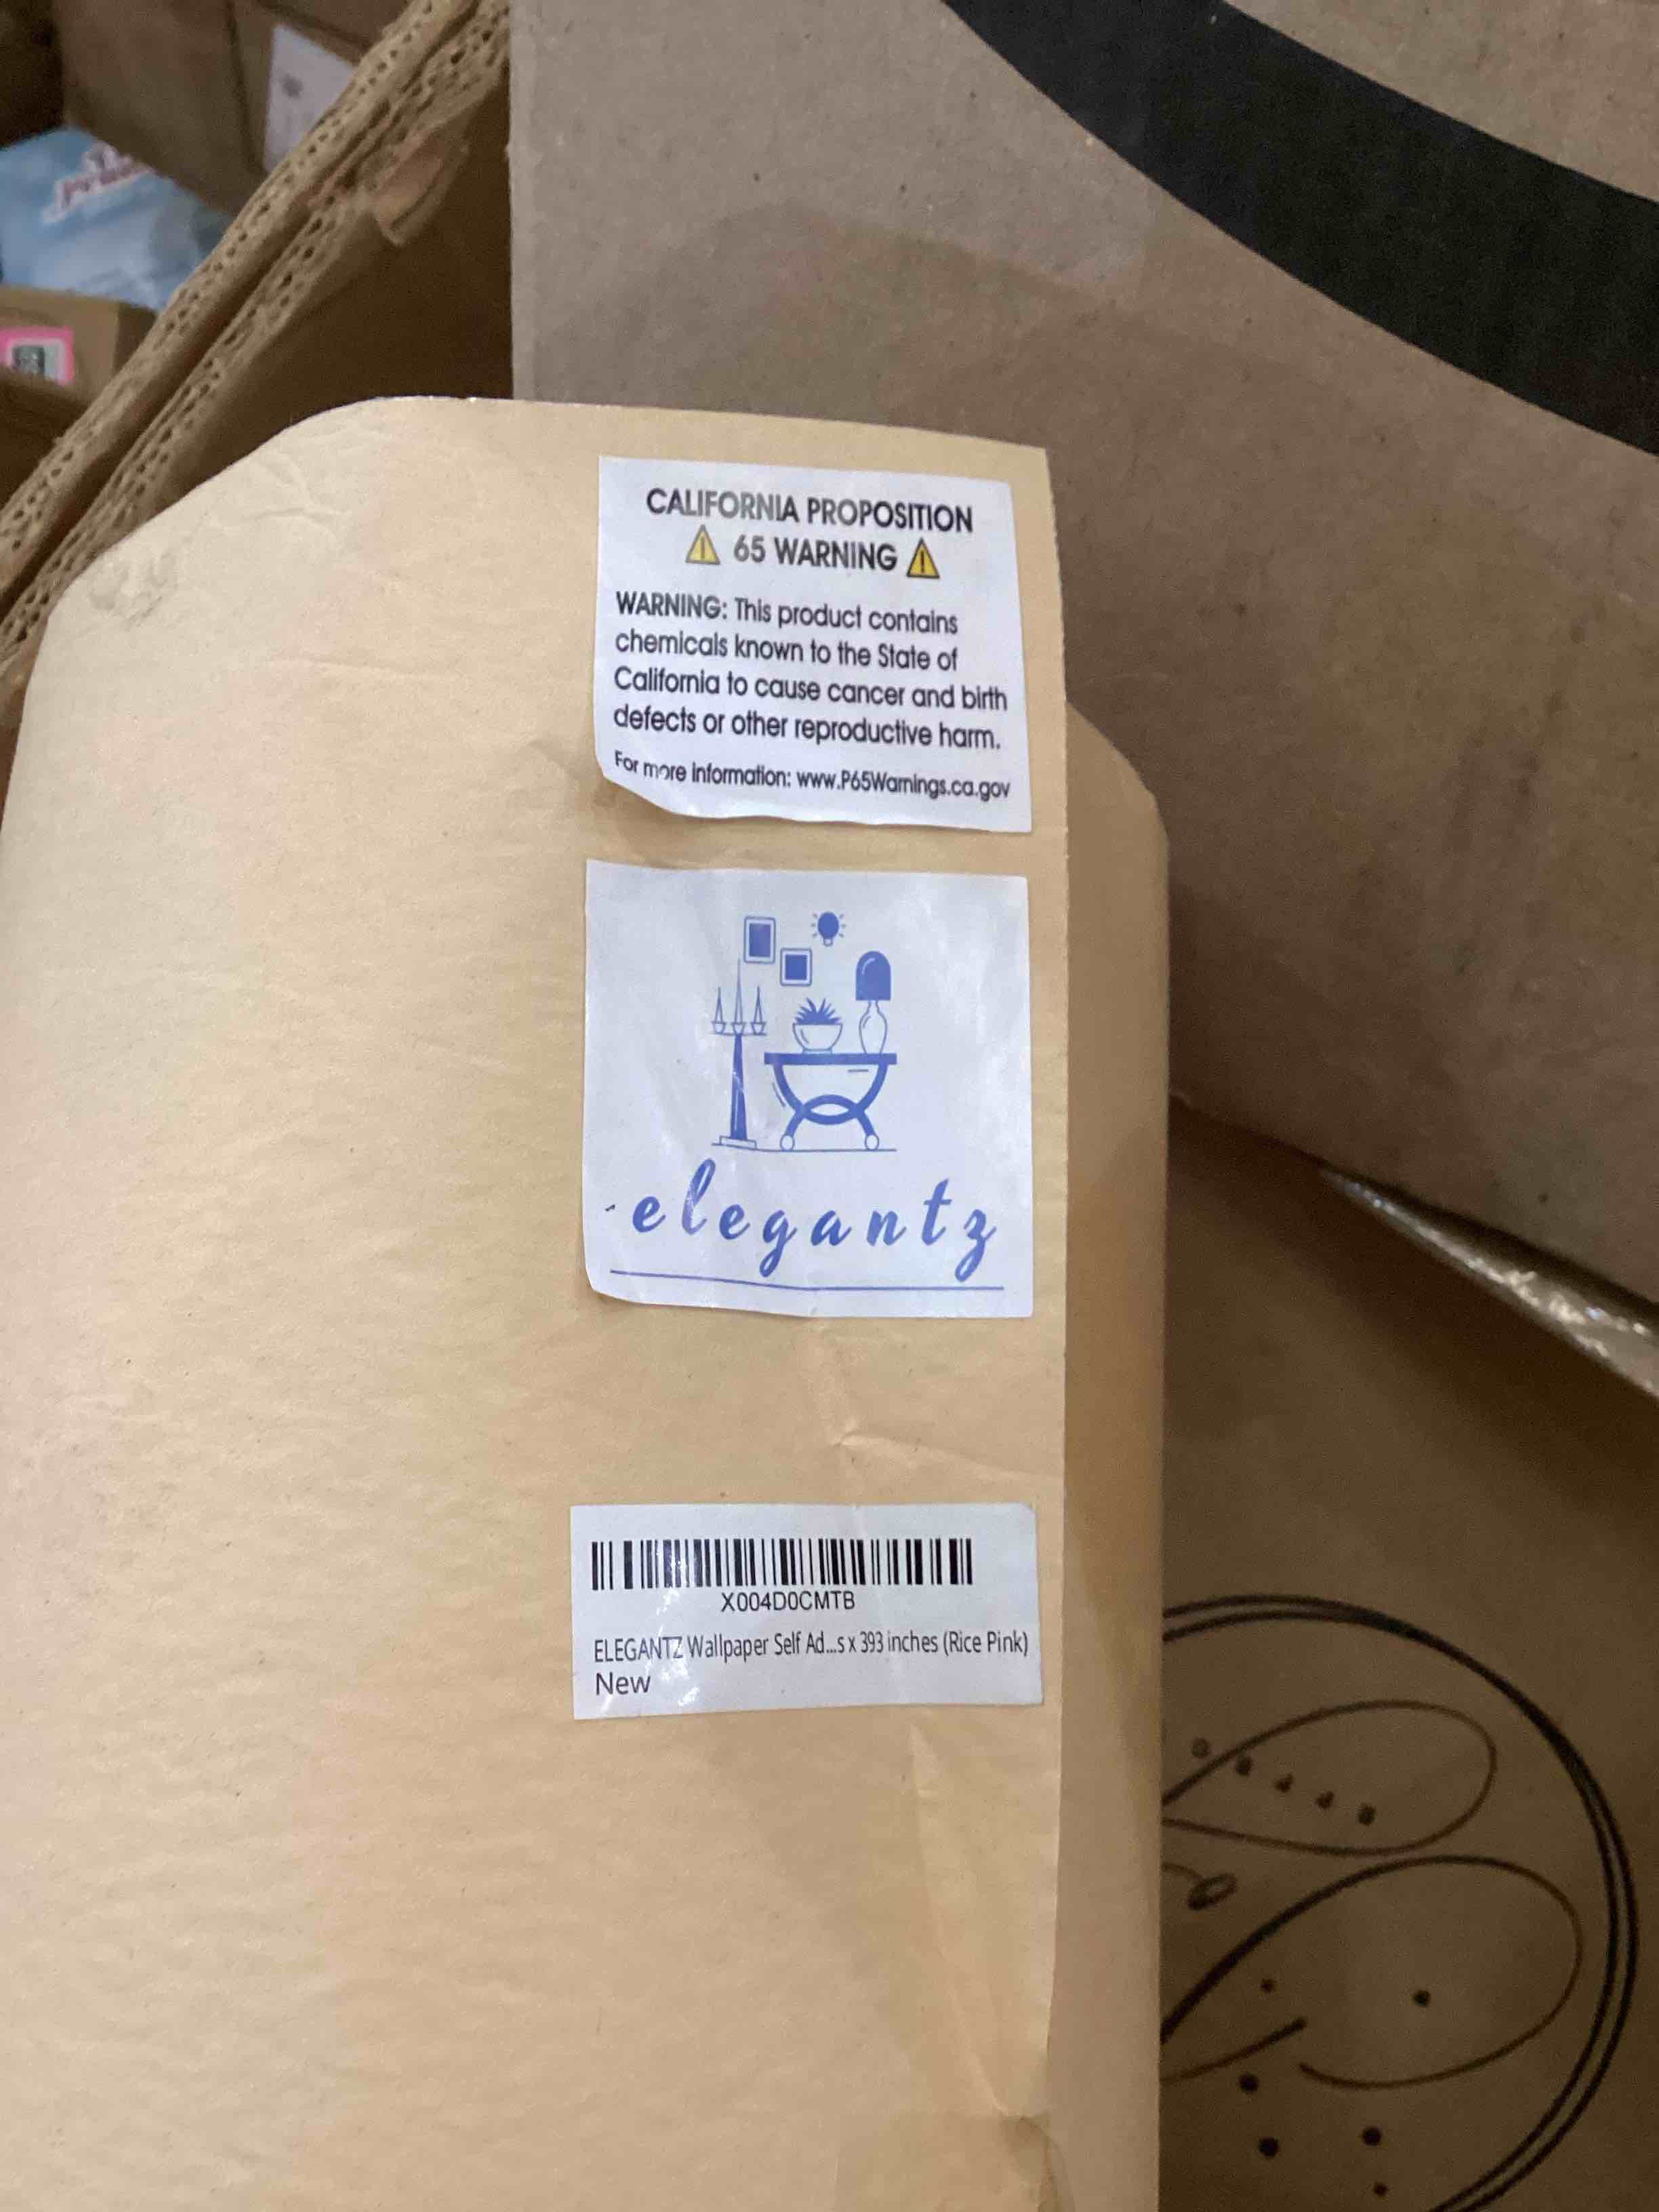 CALIFORNIA PROPOSITION
65 WARNING
WARNING: This product contains
chemicals known to the State of
California to cause cancer and birth
defects or other reproductive harm.
For more information: www.P65Warnings.ca.gov
elegantz
X004D0CMTB
ELEGANTZ Wallpaper Self Ad...s x 393 inches (Rice Pink)
New